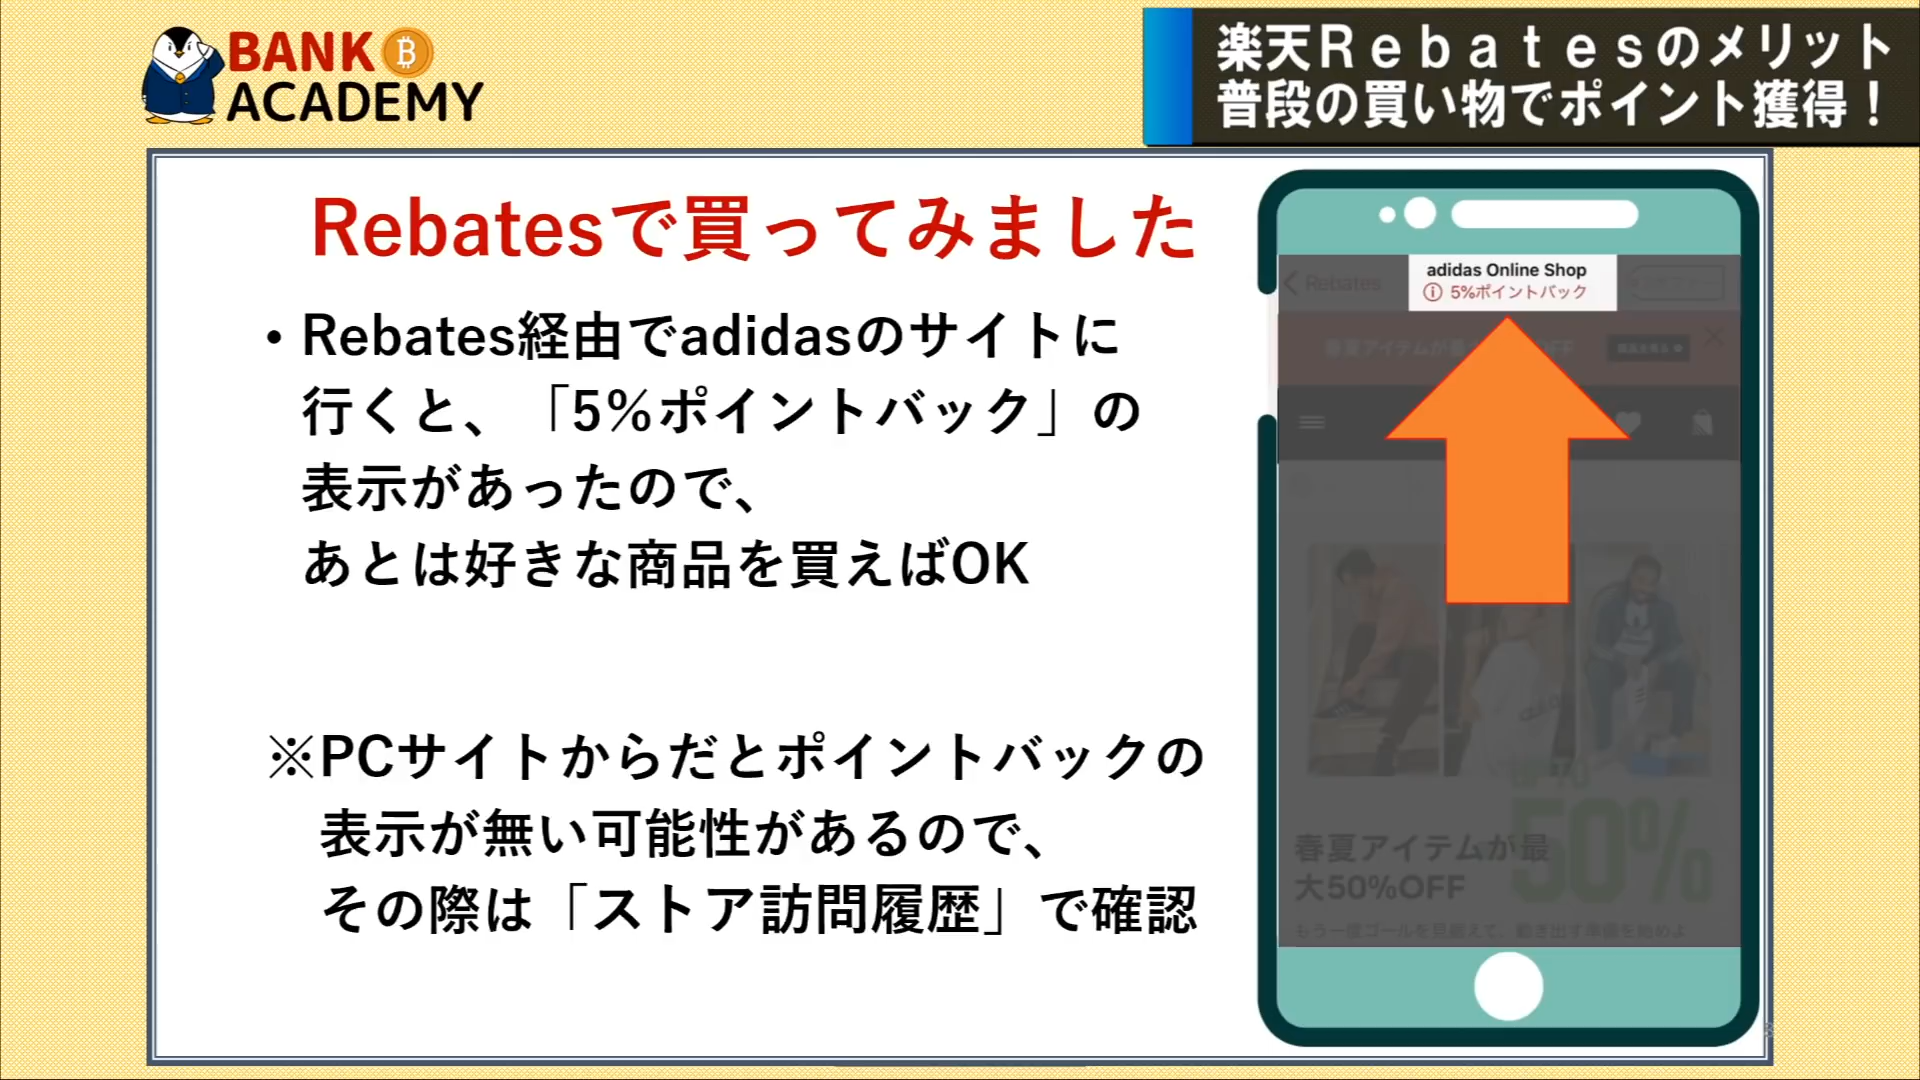 BANK
ACADEMY
楽天Ｒｅｂａｔｅｓのメリット
普段の買い物でポイント獲得！
Rebatesで買ってみました
・Rebates経由でadidasのサイトに
行くと、「5%ポイントバック」の
表示があったので、
あとは好きな商品を買えばOK
※PCサイトからだとポイントバックの
表示が無い可能性があるので、
その際は「ストア訪問履歴」で確認
Rebates
adidas Online Shop
5%ポイントバック
春夏アイテムが最
大50%OFF
50%